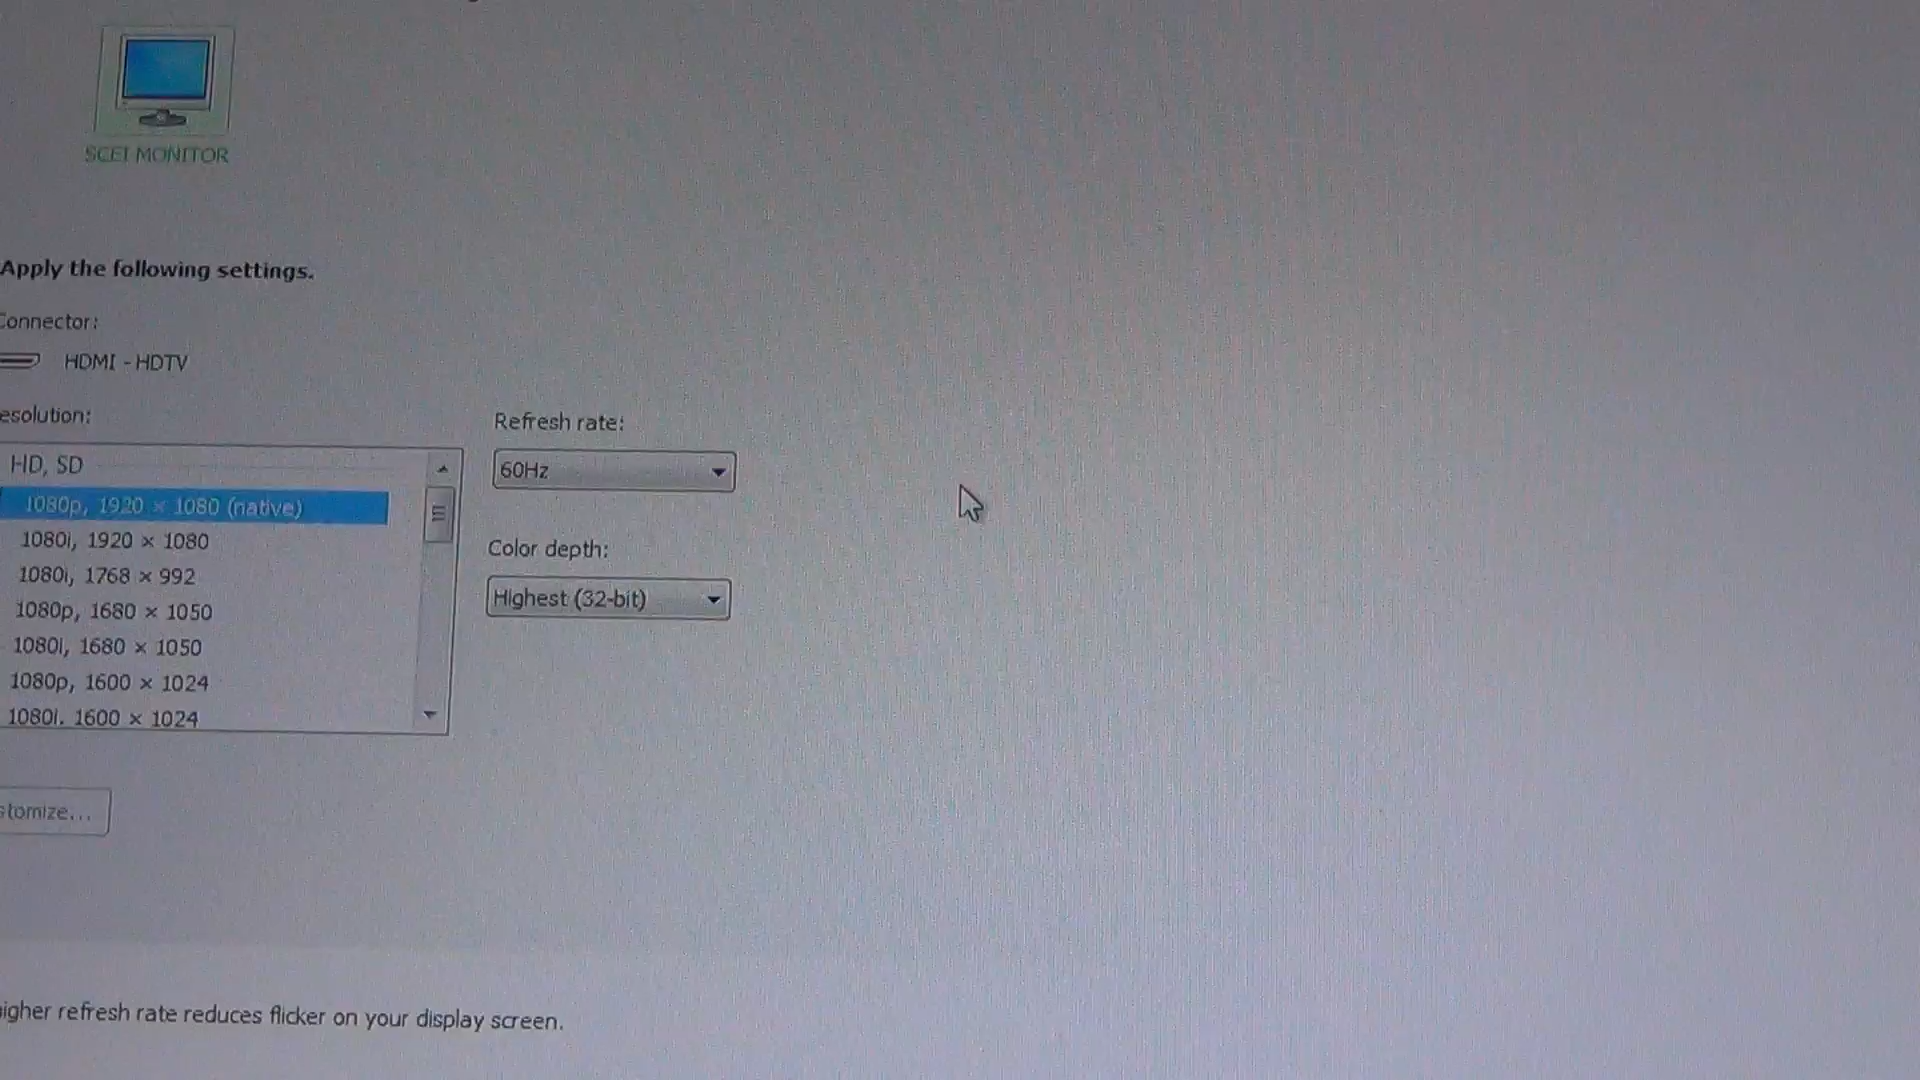 SCEI MONITOR
Apply the following settings.
Connector:
HDMI - HDTV
esolution:
Refresh rate:
HD, SD
60Hz
1080p, 1920 × 1080 (native)
1080i, 1920 × 1080
Color depth:
1080i, 1768 × 992
Highest (32-bit)
1080p, 1680 × 1050
1080i, 1680 × 1050
1080p, 1600 × 1024
1080i, 1600 × 1024
stomize...
igher refresh rate reduces flicker on your display screen.